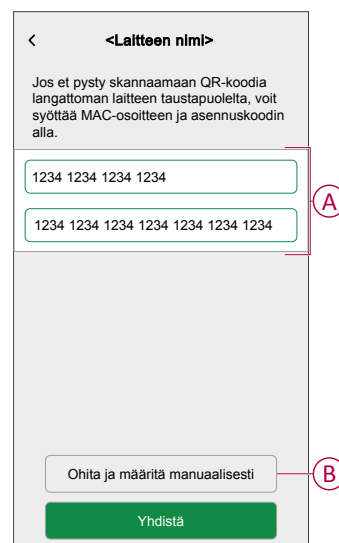 <Laitteen nimi>
Jos et pysty skannaamaan QR-koodia
langattoman laitteen taustapuolelta, voit
syöttää MAC-osoitteen ja asennuskoodin
alla.
1234 1234 1234 1234
1234 1234 1234 1234 1234 1234 1234
A
Ohita ja määritä manuaalisesti
B
Yhdistä